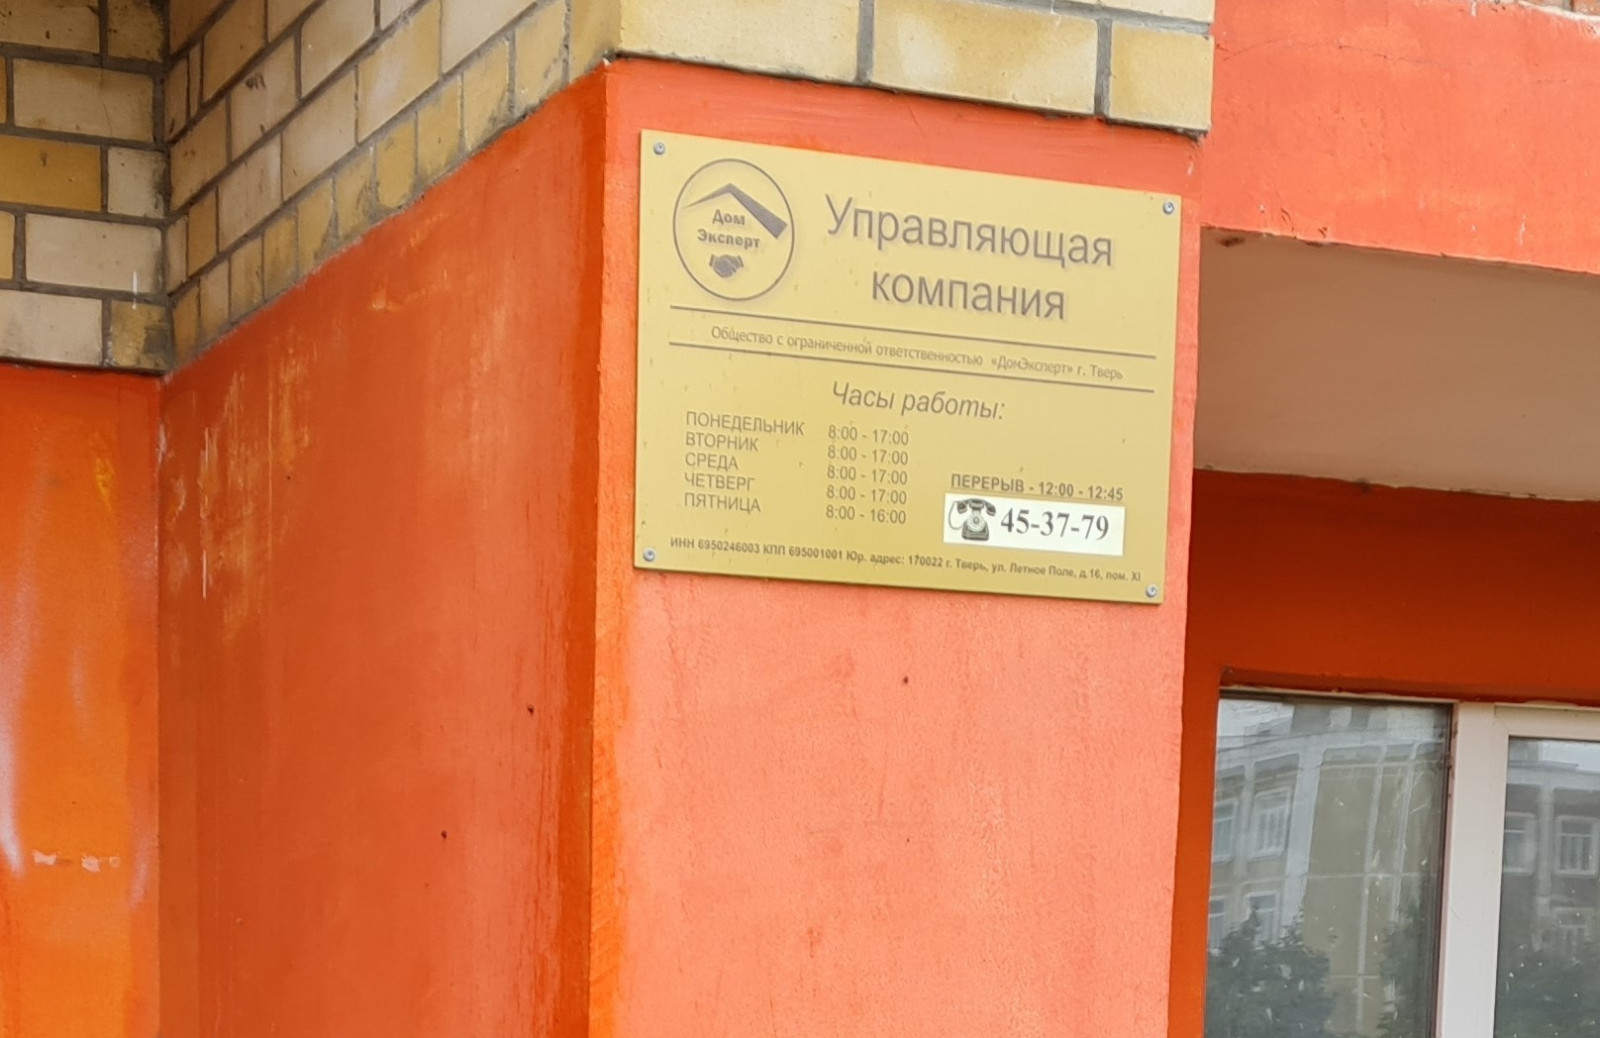 Дом
Эксперт
Управляющая
компания
Общество с ограниченной ответственностью «ДомЭксперт» г. Тверь
Часы работы:
ПОНЕДЕЛЬНИК 8:00 - 17:00
ВТОРНИК 8:00 - 17:00
СРЕДА 8:00 - 17:00
ЧЕТВЕРГ 8:00 - 17:00
ПЯТНИЦА 8:00 - 16:00
ПЕРЕРЫВ - 12:00 - 12:45
45-37-79
ИНН 6950246003 КПП 695001001 Юр. адрес: 170022 г. Тверь, ул. Летное Поле, д.16, пом. XI